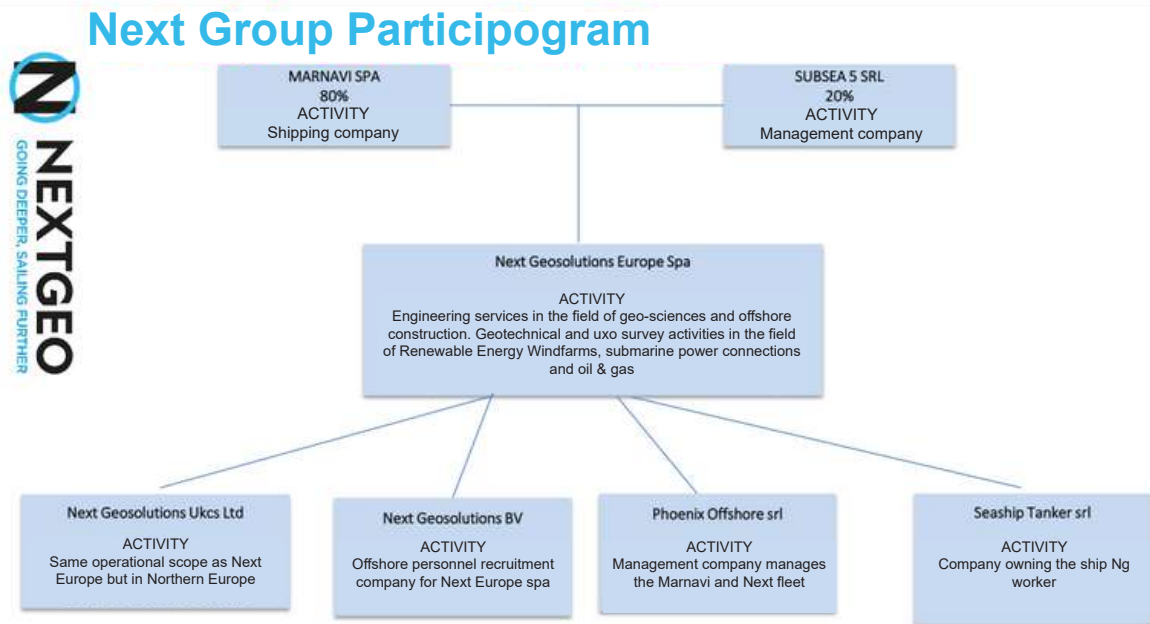 Next Group Participogram
N
NEXTGEO
GOING DEEPER, SAILING FURTHER
MARNAVI SPA
80%
ACTIVITY
Shipping company
SUBSEA 5 SRL
20%
ACTIVITY
Management company
Next Geosolutions Europe Spa
ACTIVITY
Engineering services in the field of geo-sciences and offshore
construction. Geotechnical and uxo survey activities in the field
of Renewable Energy Windfarms, submarine power connections
and oil & gas
Next Geosolutions Ukcs Ltd
ACTIVITY
Same operational scope as Next
Europe but in Northern Europe
Next Geosolutions BV
ACTIVITY
Offshore personnel recruitment
company for Next Europe spa
Phoenix Offshore srl
ACTIVITY
Management company manages
the Marnavi and Next fleet
Seaship Tanker srl
ACTIVITY
Company owning the ship Ng
worker